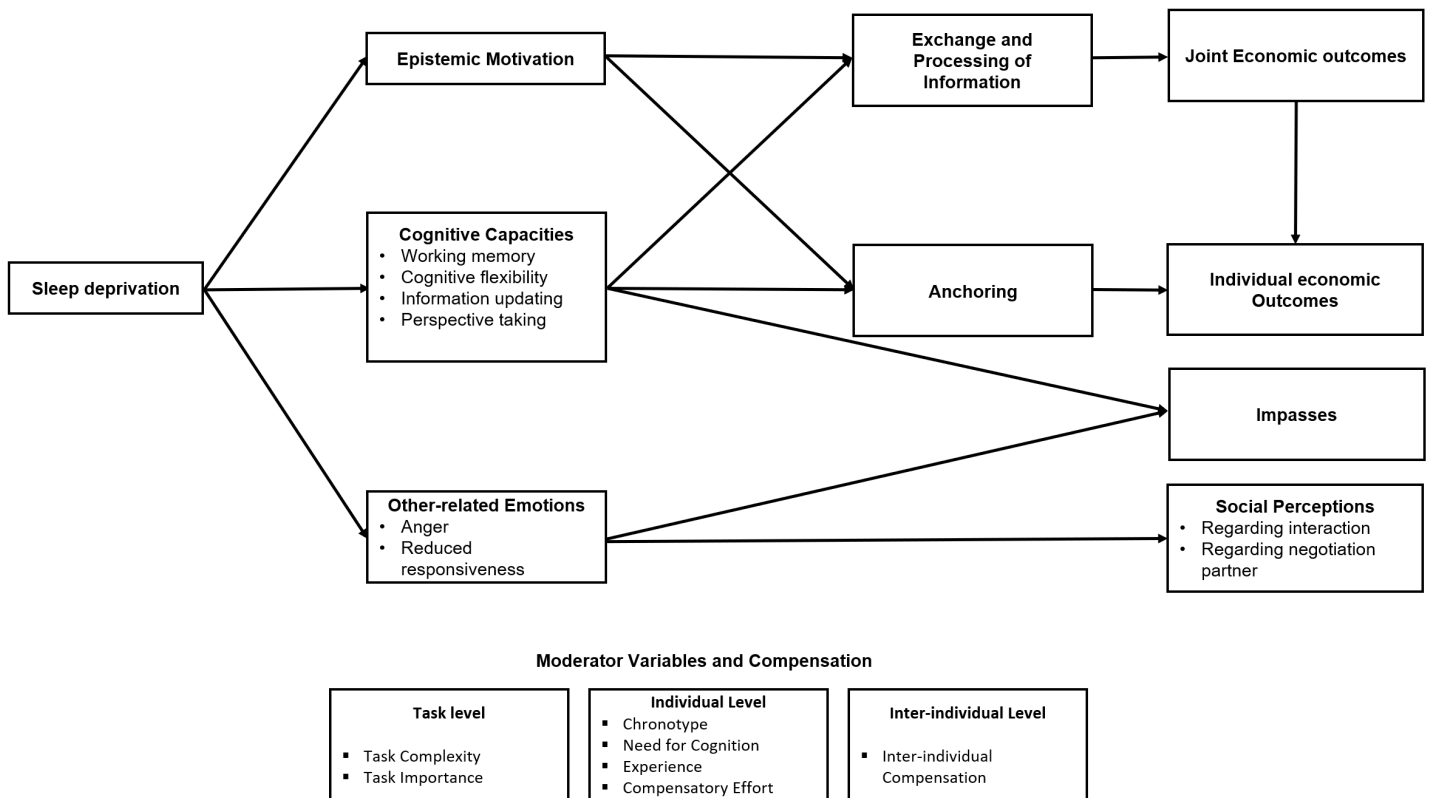 Epistemic Motivation
Exchange and
Processing of
Information
Joint Economic outcomes
Sleep deprivation
Cognitive Capacities
• Working memory
• Cognitive flexibility
• Information updating
• Perspective taking
Anchoring
Individual economic
Outcomes
Impasses
Other-related Emotions
• Anger
• Reduced
responsiveness
Social Perceptions
• Regarding interaction
• Regarding negotiation
partner
Moderator Variables and Compensation
Task level
▪ Task Complexity
▪ Task Importance
Individual Level
▪ Chronotype
▪ Need for Cognition
▪ Experience
▪ Compensatory Effort
Inter-individual Level
▪ Inter-individual
Compensation